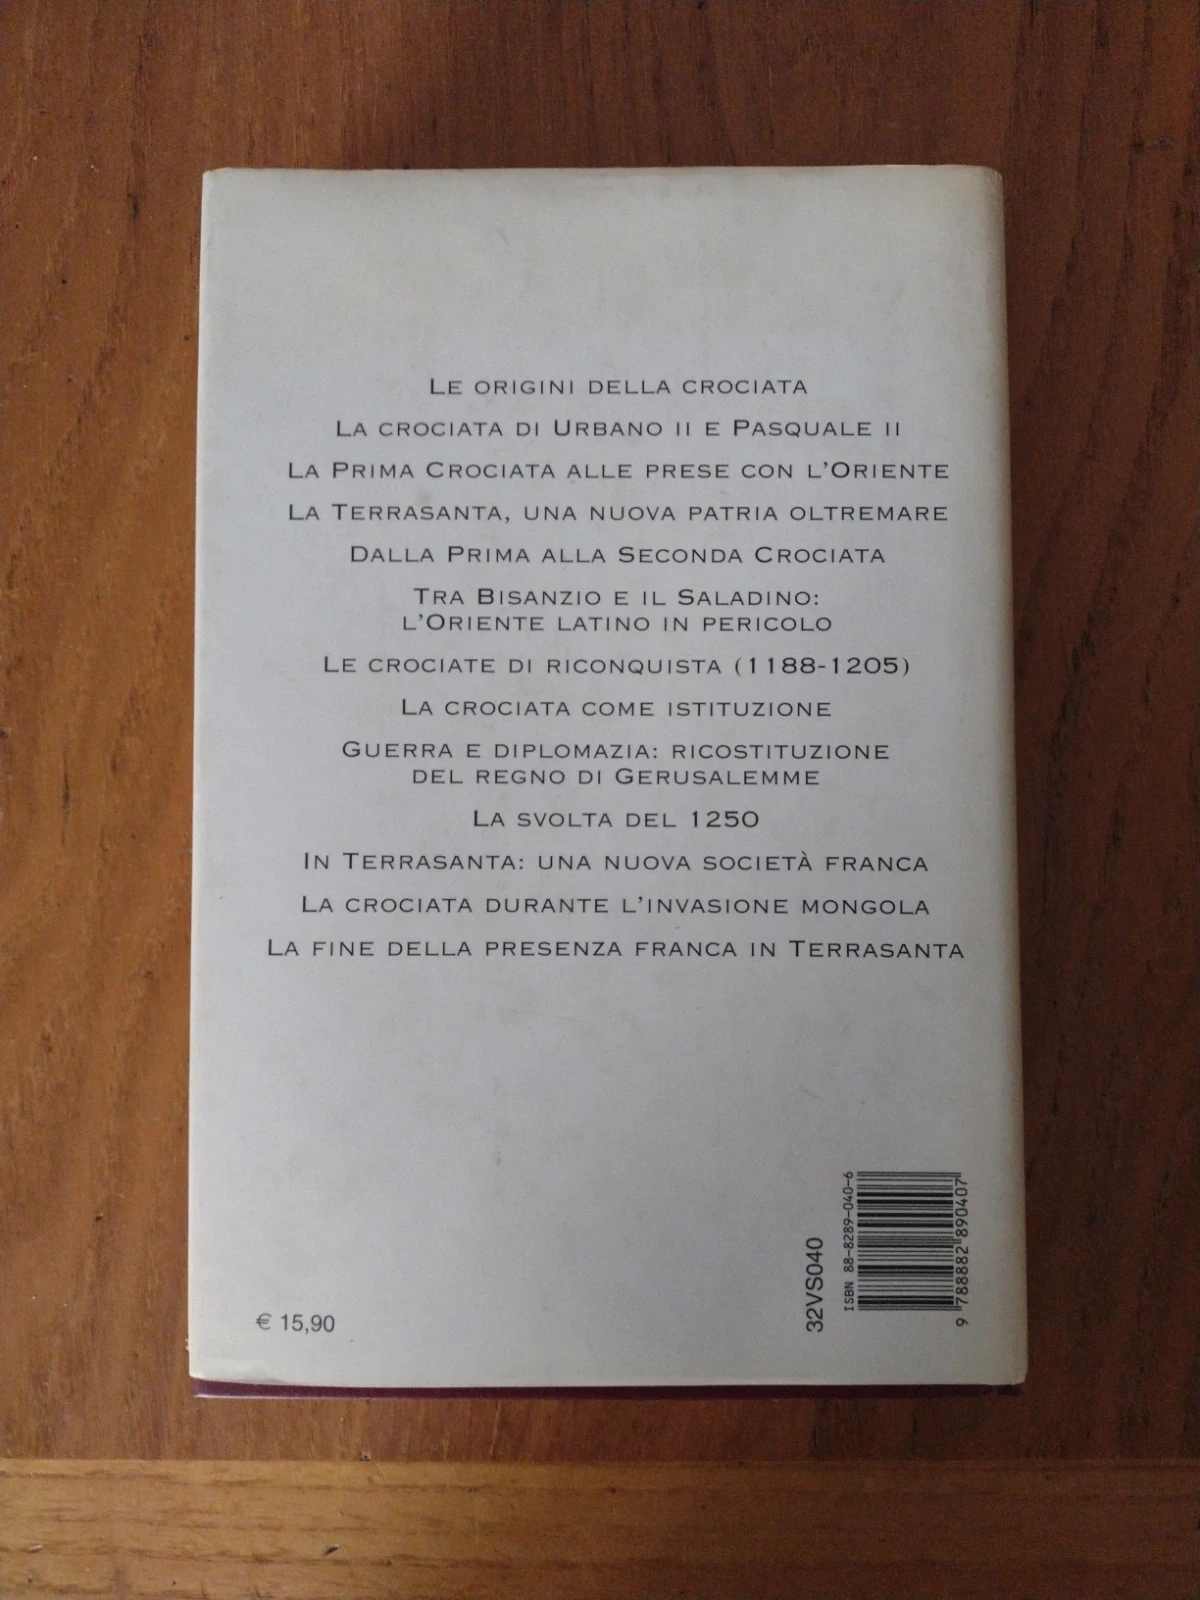 Le origini della crociata
La crociata di Urbano II e Pasquale II
La Prima Crociata alle prese con l'Oriente
La Terrasanta, una nuova patria oltremare
Dalla Prima alla Seconda Crociata
Tra Bisanzio e il Saladino:
l'Oriente latino in pericolo
Le crociate di riconquista (1188-1205)
La crociata come istituzione
Guerra e diplomazia: ricostituzione
del regno di Gerusalemme
La svolta del 1250
In Terrasanta: una nuova società franca
La crociata durante l'invasione mongola
La fine della presenza franca in Terrasanta
€ 15,90
32VS040
ISBN 88-8289-040-6
9 788882 890407